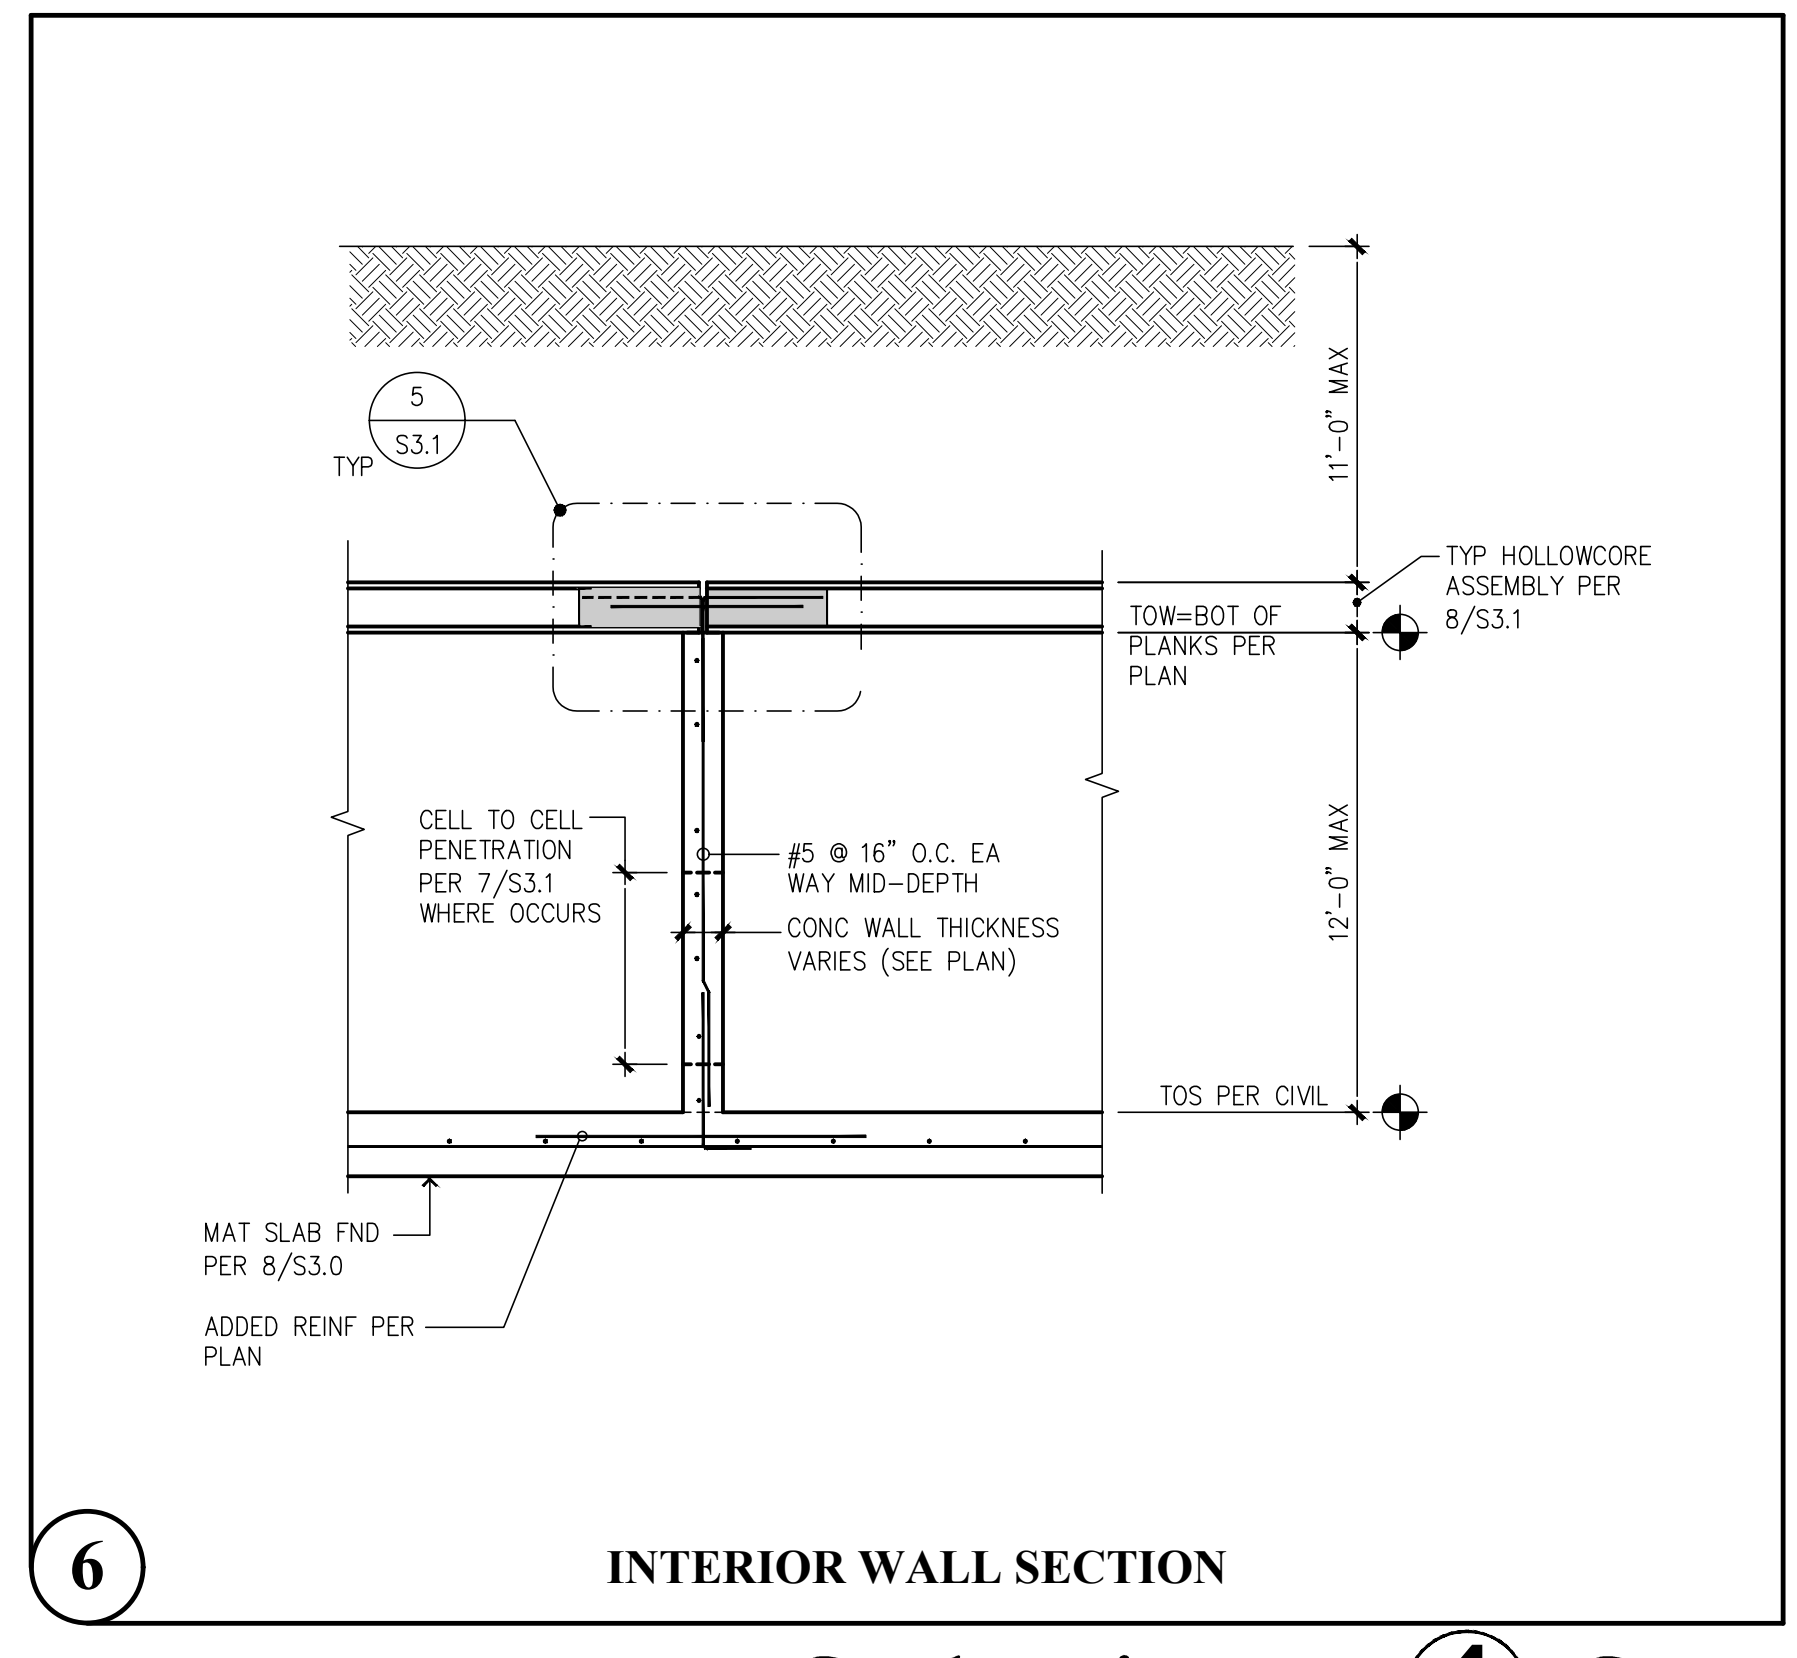 11'-0" MAX
5
S3.1
TYP
TYP HOLLOWCORE
ASSEMBLY PER
8/S3.1
TOW=BOT OF
PLANKS PER
PLAN
CELL TO CELL
PENETRATION
PER 7/S3.1
WHERE OCCURS
#5 @ 16" O.C. EA
WAY MID-DEPTH
CONC WALL THICKNESS
VARIES (SEE PLAN)
12'-0" MAX
TOS PER CIVIL
MAT SLAB FND
PER 8/S3.0
ADDED REINF PER
PLAN
6
INTERIOR WALL SECTION